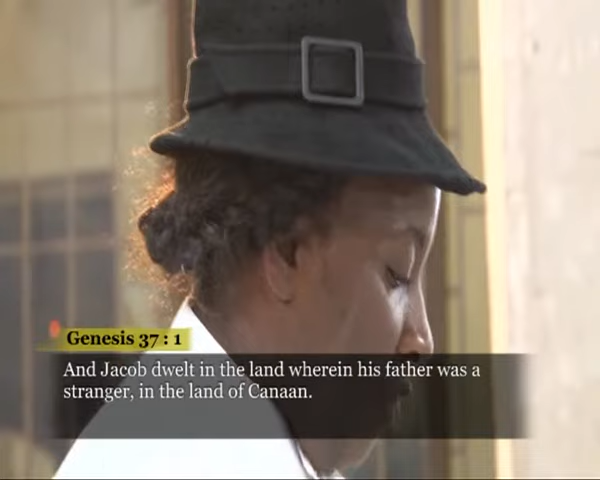 Genesis 37 : 1
And Jacob dwelt in the land wherein his father was a
stranger, in the land of Canaan.